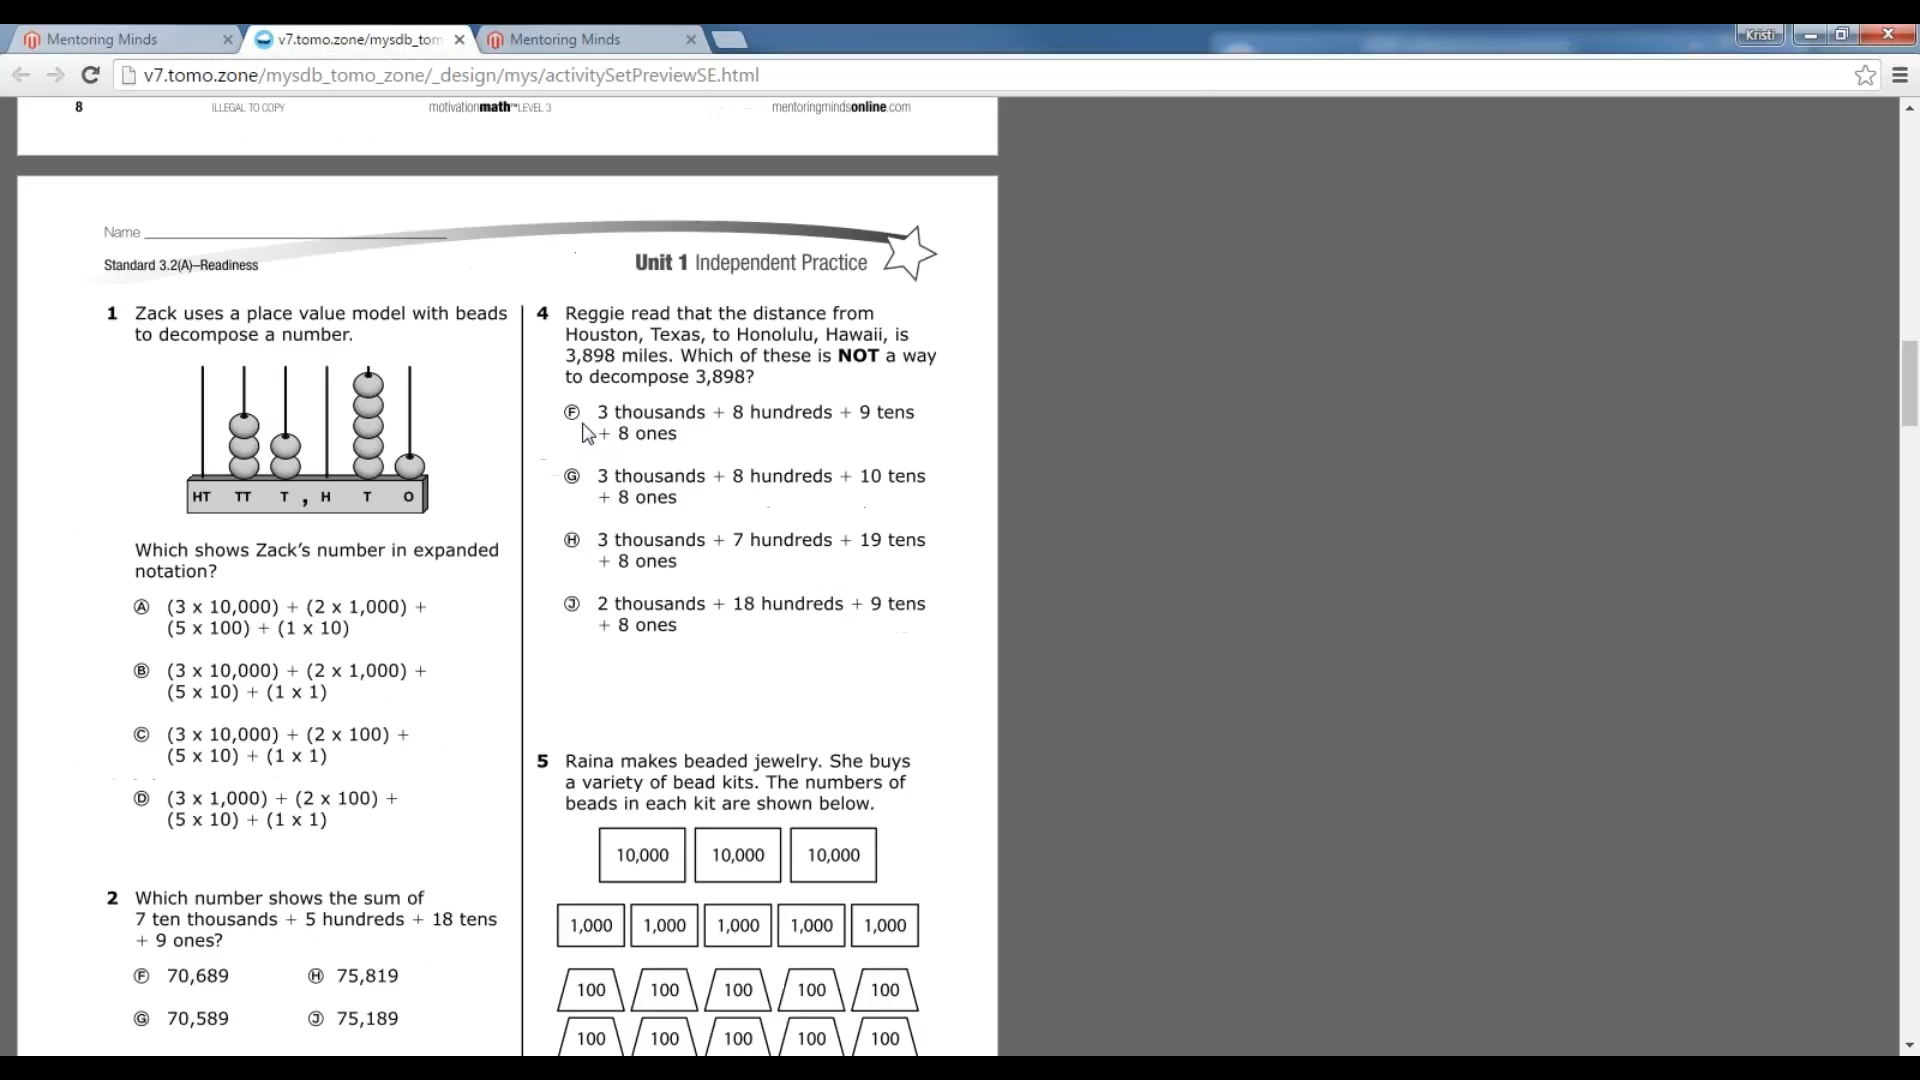 Mentoring Minds
v7.tomo.zone/mysdb_tom
Mentoring Minds
Kristi
v7.tomo.zone/mysdb_tomo_zone/_design/mys/activitySetPreviewSE.html
8 ILLEGAL TO COPY motivationmath™LEVEL 3 mentoringmindsonline.com
Name
Standard 3.2(A)–Readiness
Unit 1 Independent Practice
1 Zack uses a place value model with beads
to decompose a number.
HT TT T , H T O
Which shows Zack's number in expanded
notation?
A (3 x 10,000) + (2 x 1,000) +
(5 x 100) + (1 x 10)
B (3 x 10,000) + (2 x 1,000) +
(5 x 10) + (1 x 1)
C (3 x 10,000) + (2 x 100) +
(5 x 10) + (1 x 1)
D (3 x 1,000) + (2 x 100) +
(5 x 10) + (1 x 1)
2 Which number shows the sum of
7 ten thousands + 5 hundreds + 18 tens
+ 9 ones?
F 70,689 H 75,819
G 70,589 J 75,189
4 Reggie read that the distance from
Houston, Texas, to Honolulu, Hawaii, is
3,898 miles. Which of these is NOT a way
to decompose 3,898?
F 3 thousands + 8 hundreds + 9 tens
+ 8 ones
G 3 thousands + 8 hundreds + 10 tens
+ 8 ones
H 3 thousands + 7 hundreds + 19 tens
+ 8 ones
J 2 thousands + 18 hundreds + 9 tens
+ 8 ones
5 Raina makes beaded jewelry. She buys
a variety of bead kits. The numbers of
beads in each kit are shown below.
10,000 10,000 10,000
1,000 1,000 1,000 1,000 1,000
100 100 100 100 100
100 100 100 100 100